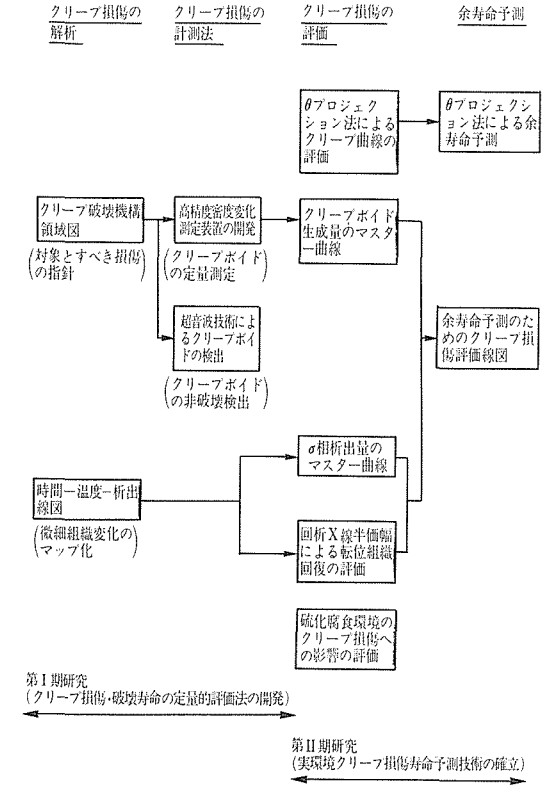 クリープ損傷の
解析
クリープ損傷の
計測法
クリープ損傷の
評価
余寿命予測
θプロジェク
ション法による
クリープ曲線の
評価
θプロジェクシ
ョン法による余
寿命予測
クリープ破壊機構
領域図
(対象とすべき損傷
の指針)
高精度密度変化
測定装置の開発
(クリープボイド
の定量測定)
クリープボイド
生成量のマスタ
ー曲線
超音波技術によ
るクリープボイ
ドの検出
(クリープボイド
の非破壊検出)
余寿命予測のた
めのクリープ損
傷評価線図
σ相析出量の
マスター曲線
時間−温度−析出
線図
(微細組織変化の
マップ化)
回析X線半価幅
による転位組織
回復の評価
硫化腐食環境の
クリープ損傷へ
の影響の評価
第Ⅰ期研究
(クリープ損傷・破壊寿命の定量的評価法の開発)
第Ⅱ期研究
(実環境クリープ損傷寿命予測技術の確立)